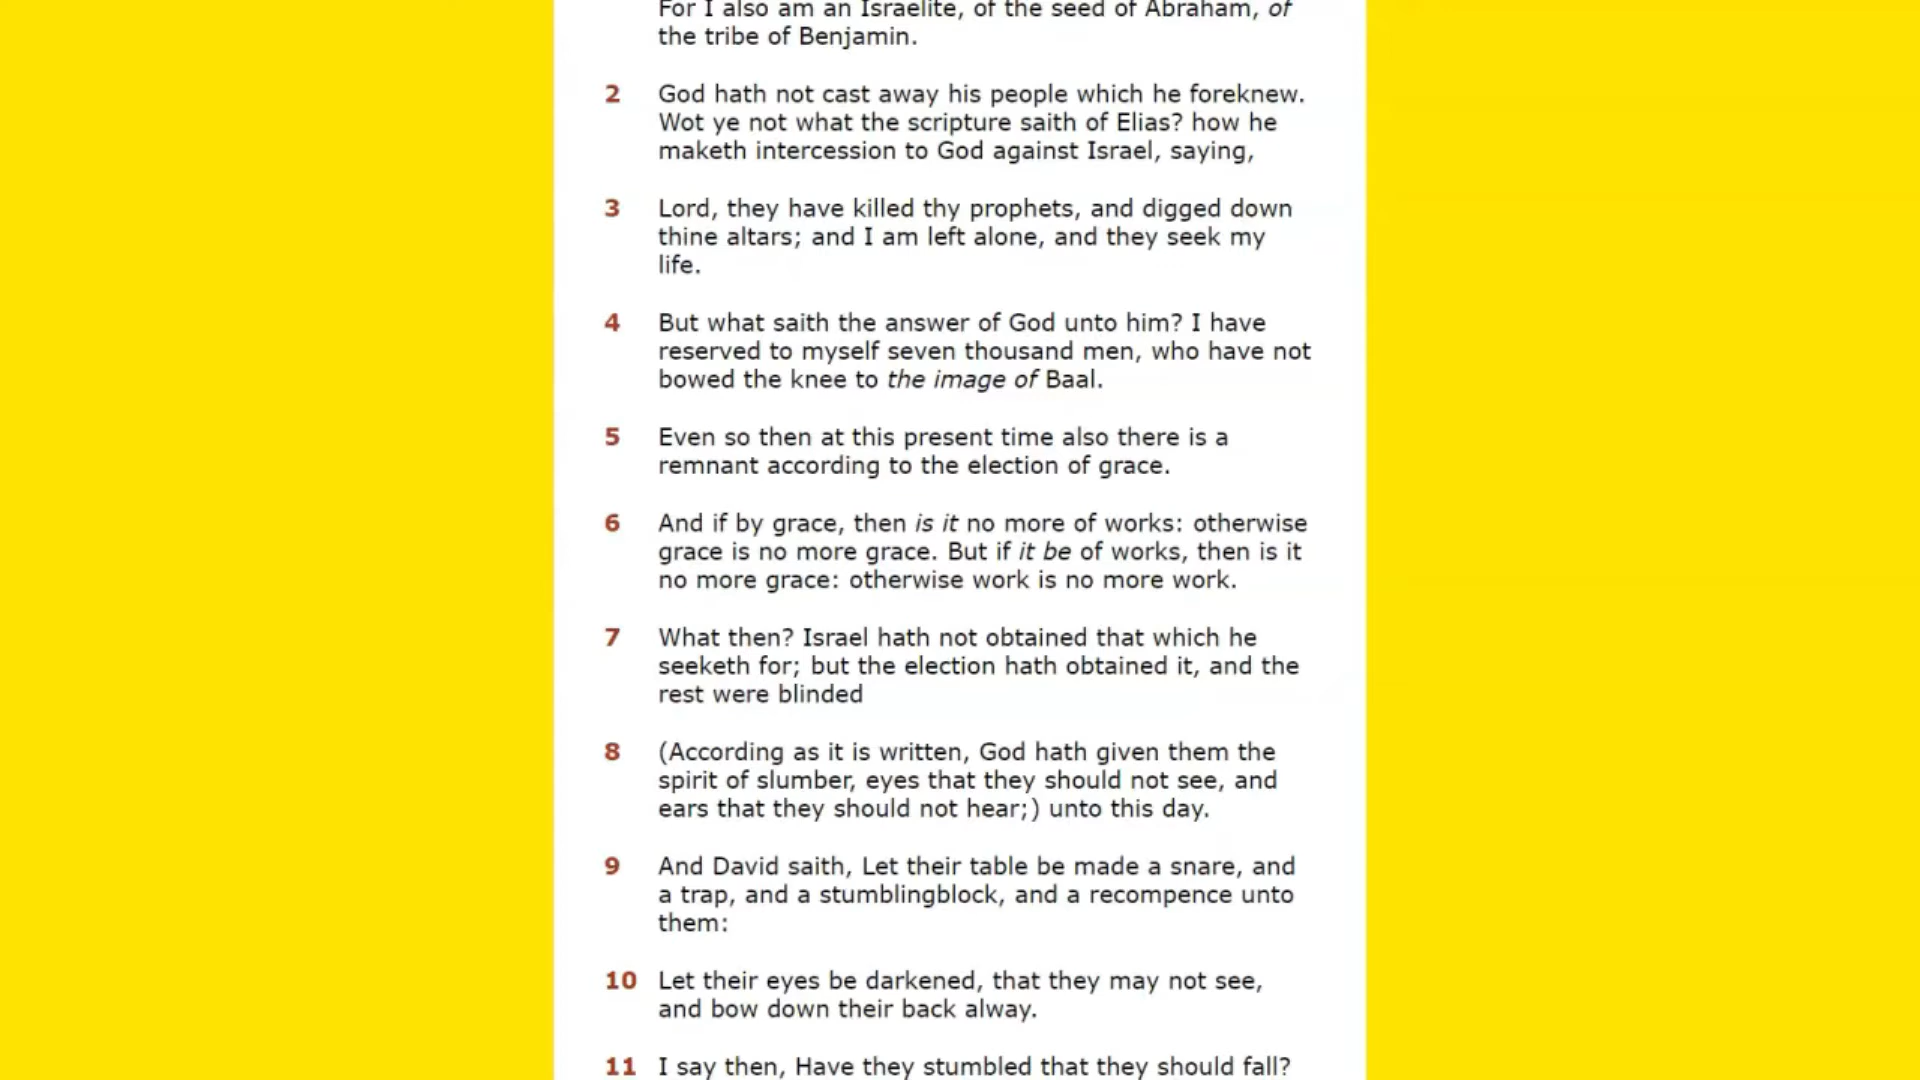 For I also am an Israelite, of the seed of Abraham, of
the tribe of Benjamin.
2 God hath not cast away his people which he foreknew.
Wot ye not what the scripture saith of Elias? how he
maketh intercession to God against Israel, saying,
3 Lord, they have killed thy prophets, and digged down
thine altars; and I am left alone, and they seek my
life.
4 But what saith the answer of God unto him? I have
reserved to myself seven thousand men, who have not
bowed the knee to the image of Baal.
5 Even so then at this present time also there is a
remnant according to the election of grace.
6 And if by grace, then is it no more of works: otherwise
grace is no more grace. But if it be of works, then is it
no more grace: otherwise work is no more work.
7 What then? Israel hath not obtained that which he
seeketh for; but the election hath obtained it, and the
rest were blinded
8 (According as it is written, God hath given them the
spirit of slumber, eyes that they should not see, and
ears that they should not hear;) unto this day.
9 And David saith, Let their table be made a snare, and
a trap, and a stumblingblock, and a recompence unto
them:
10 Let their eyes be darkened, that they may not see,
and bow down their back alway.
11 I say then, Have they stumbled that they should fall?